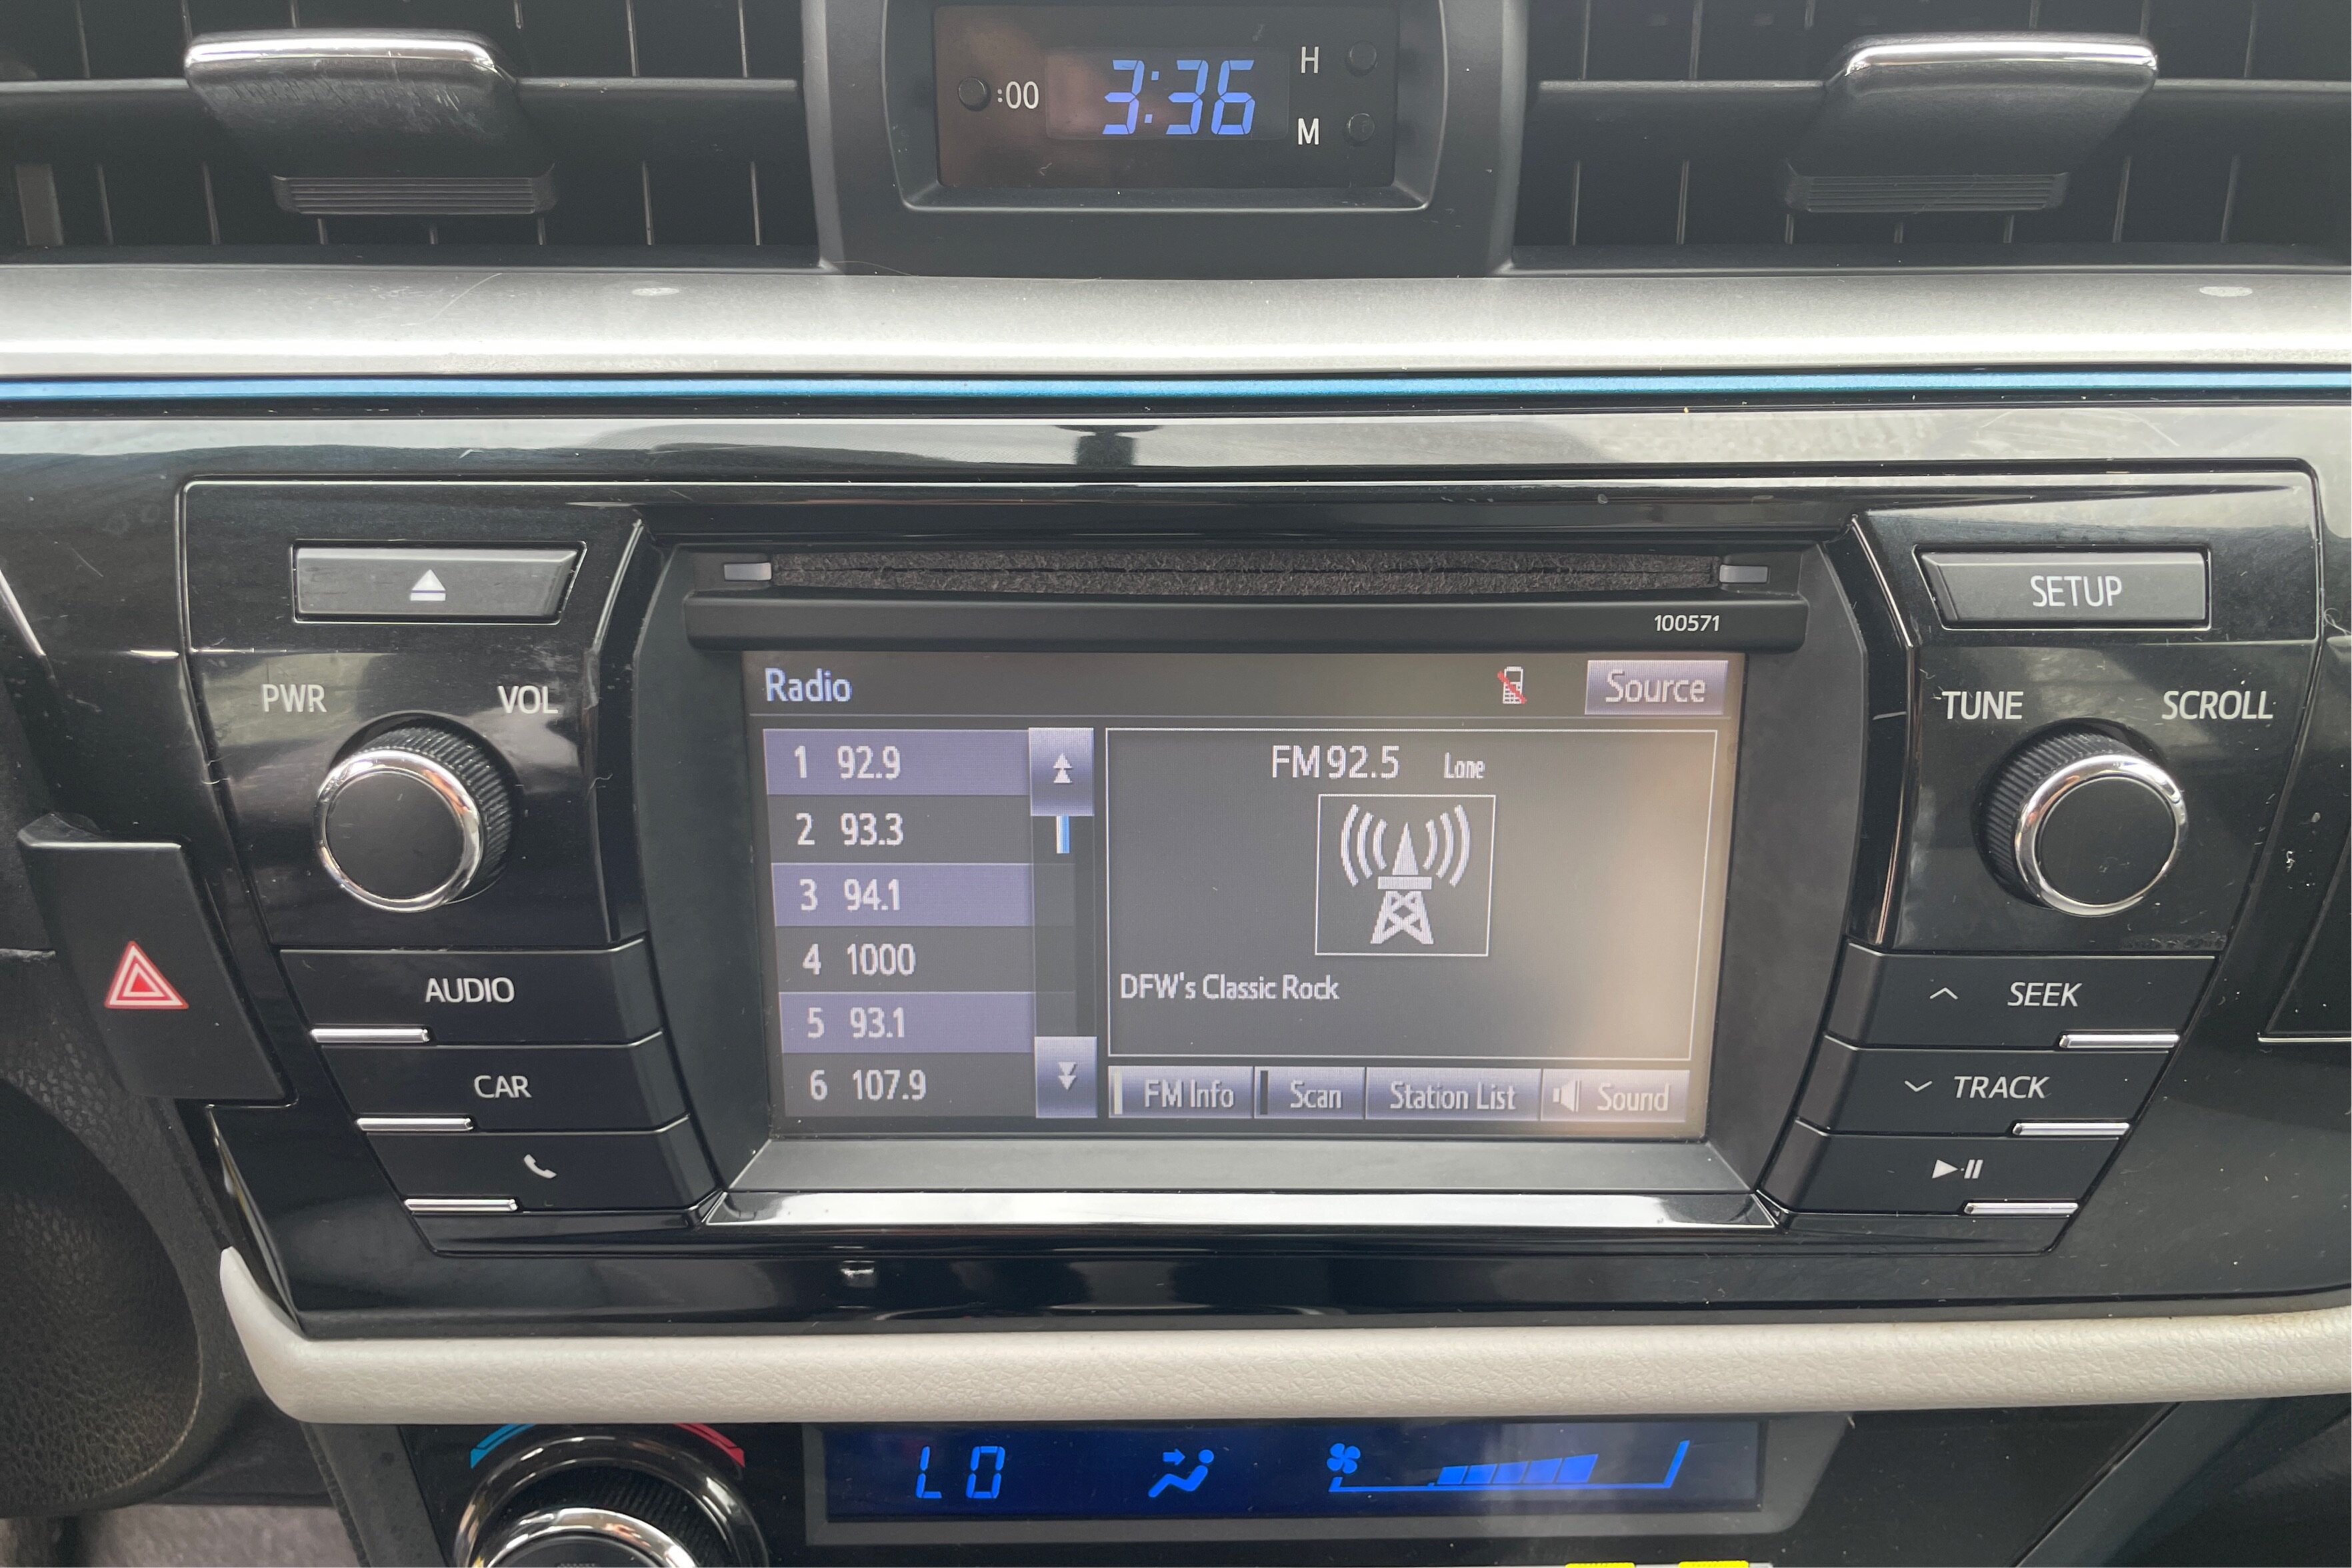 :00 3:36 H
M
SETUP
100571
PWR VOL
TUNE SCROLL
Radio Source
1 92.9
2 93.3
3 94.1
4 1000
5 93.1
6 107.9
FM 92.5 Lone
DFW's Classic Rock
FM Info Scan Station List Sound
AUDIO
CAR
SEEK
TRACK
LO